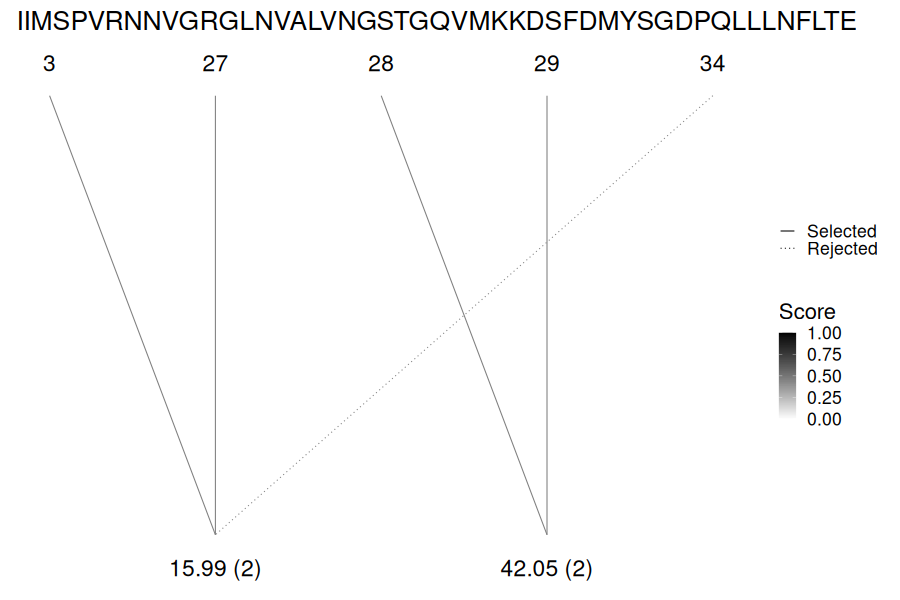 IIMSPVRNNVGRGLNVALVNGSTGQVMKKDSFDMYSGDPQLLLNFLTE
3 27 28 29 34
Selected
Rejected
Score
1.00
0.75
0.50
0.25
0.00
15.99 (2) 42.05 (2)